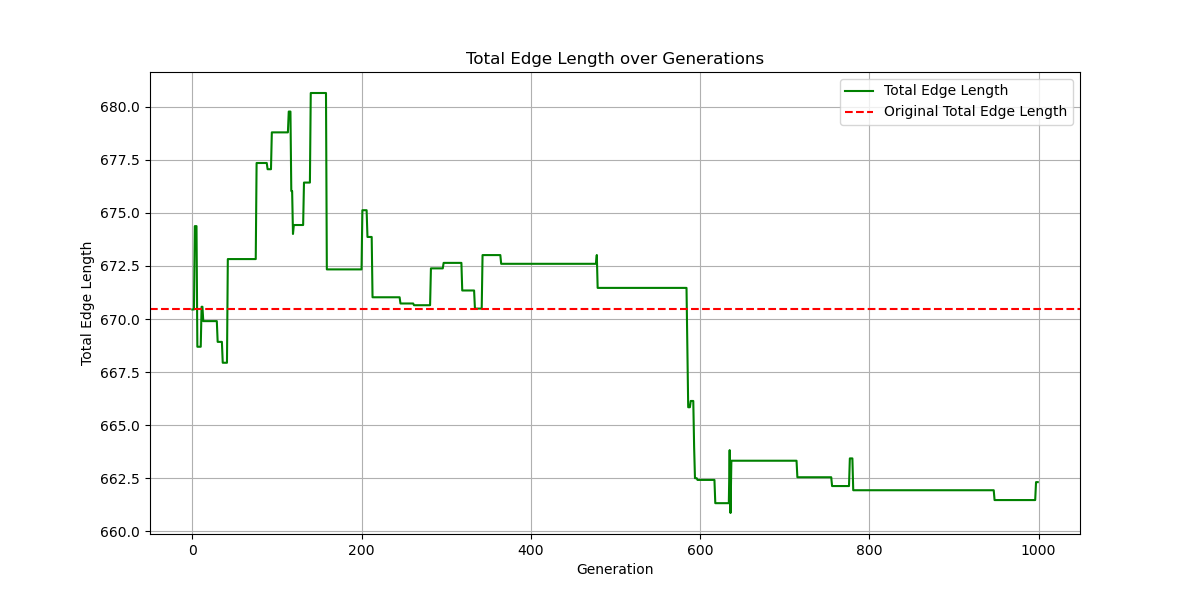 Total Edge Length over Generations
Total Edge Length
Original Total Edge Length
680.0
677.5
675.0
672.5
670.0
667.5
665.0
662.5
660.0
Total Edge Length
0 200 400 600 800 1000
Generation